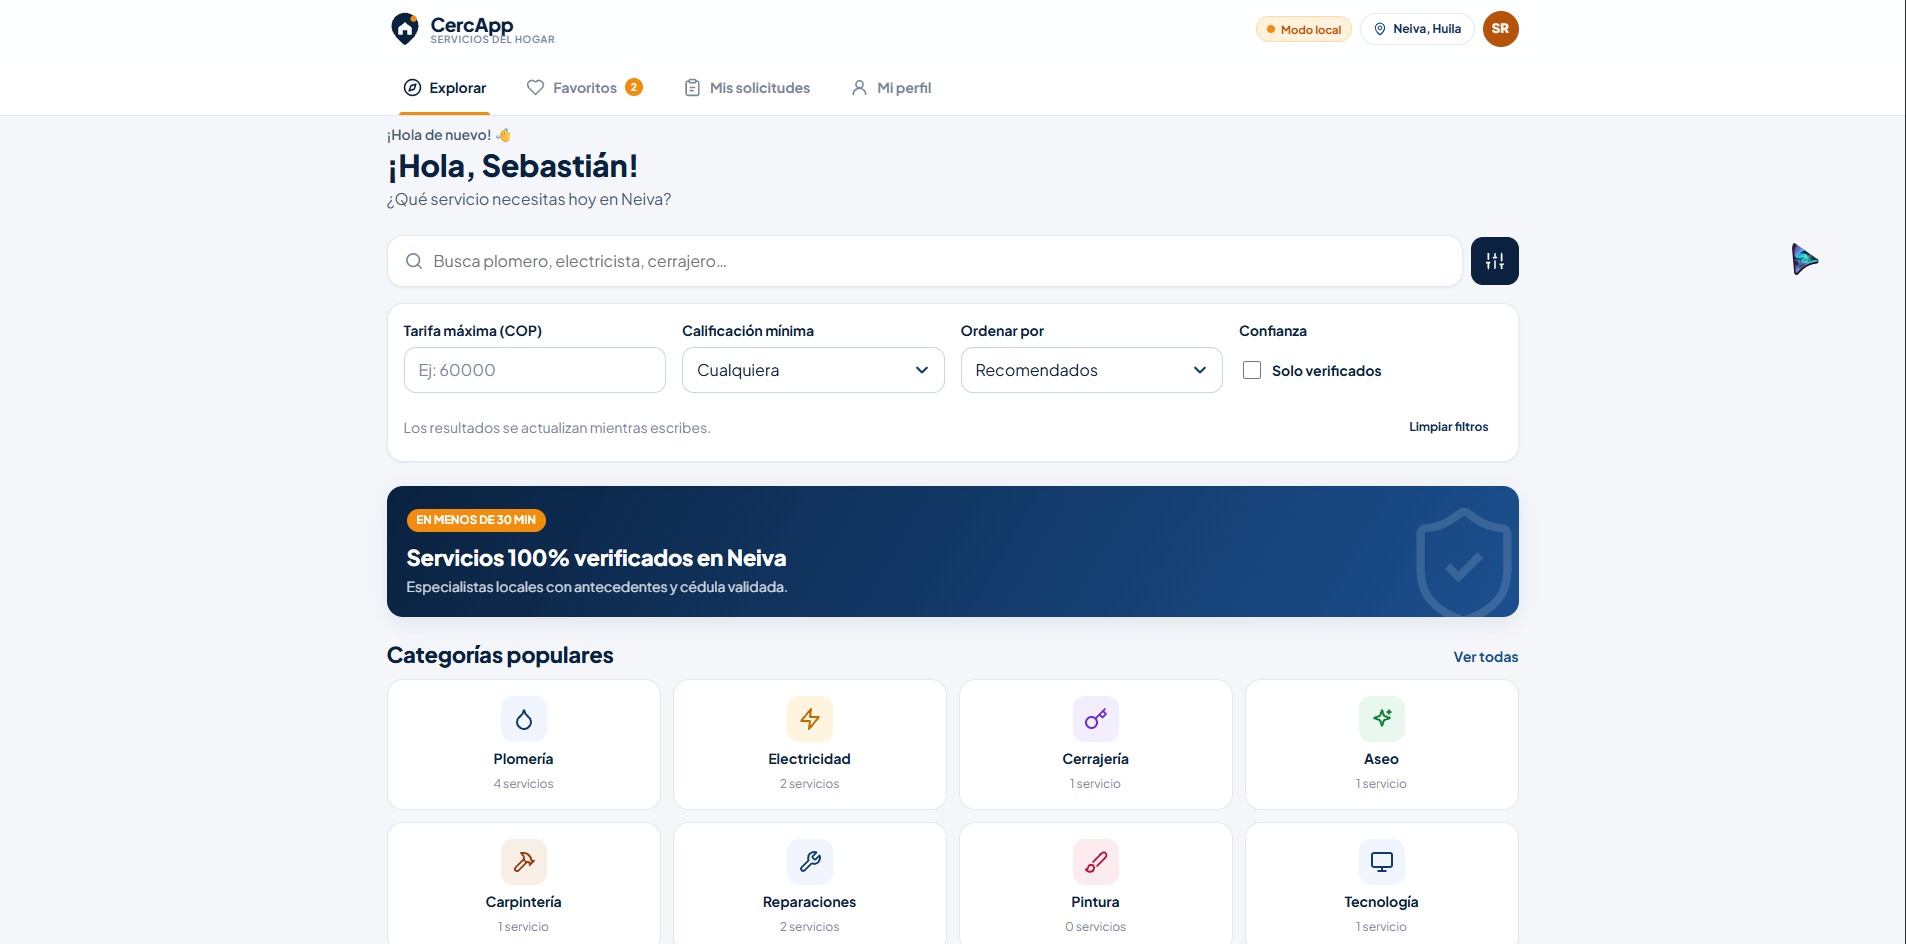 CercApp
SERVICIOS DEL HOGAR
Modo local
Neiva, Huila
SR
Explorar
Favoritos 2
Mis solicitudes
Mi perfil
¡Hola de nuevo! 👋
¡Hola, Sebastián!
¿Qué servicio necesitas hoy en Neiva?
Busca plomero, electricista, cerrajero...
Tarifa máxima (COP)
Ej: 60000
Calificación mínima
Cualquiera
Ordenar por
Recomendados
Confianza
Solo verificados
Los resultados se actualizan mientras escribes.
Limpiar filtros
EN MENOS DE 30 MIN
Servicios 100% verificados en Neiva
Especialistas locales con antecedentes y cédula validada.
Categorías populares
Ver todas
Plomería
4 servicios
Electricidad
2 servicios
Cerrajería
1 servicio
Aseo
1 servicio
Carpintería
1 servicio
Reparaciones
2 servicios
Pintura
0 servicios
Tecnología
1 servicio